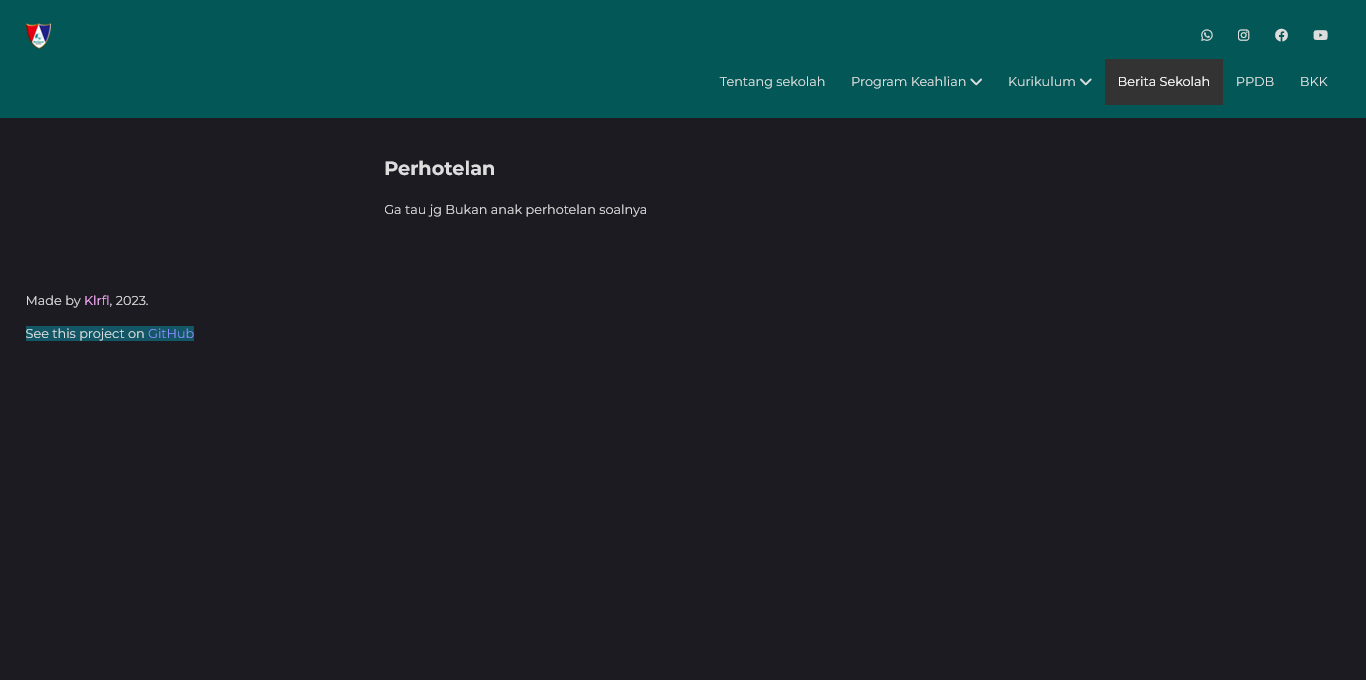 Tentang sekolah Program Keahlian Kurikulum Berita Sekolah PPDB BKK
Perhotelan
Ga tau jg Bukan anak perhotelan soalnya
Made by Klrfl, 2023.
See this project on GitHub